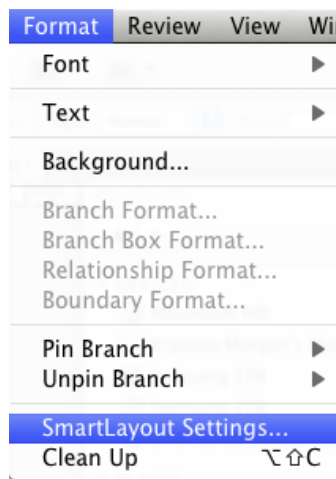 Format Review View Wi
Font
Text
Background...
Branch Format...
Branch Box Format...
Relationship Format...
Boundary Format...
Pin Branch
Unpin Branch
SmartLayout Settings...
Clean Up ⌥⇧C